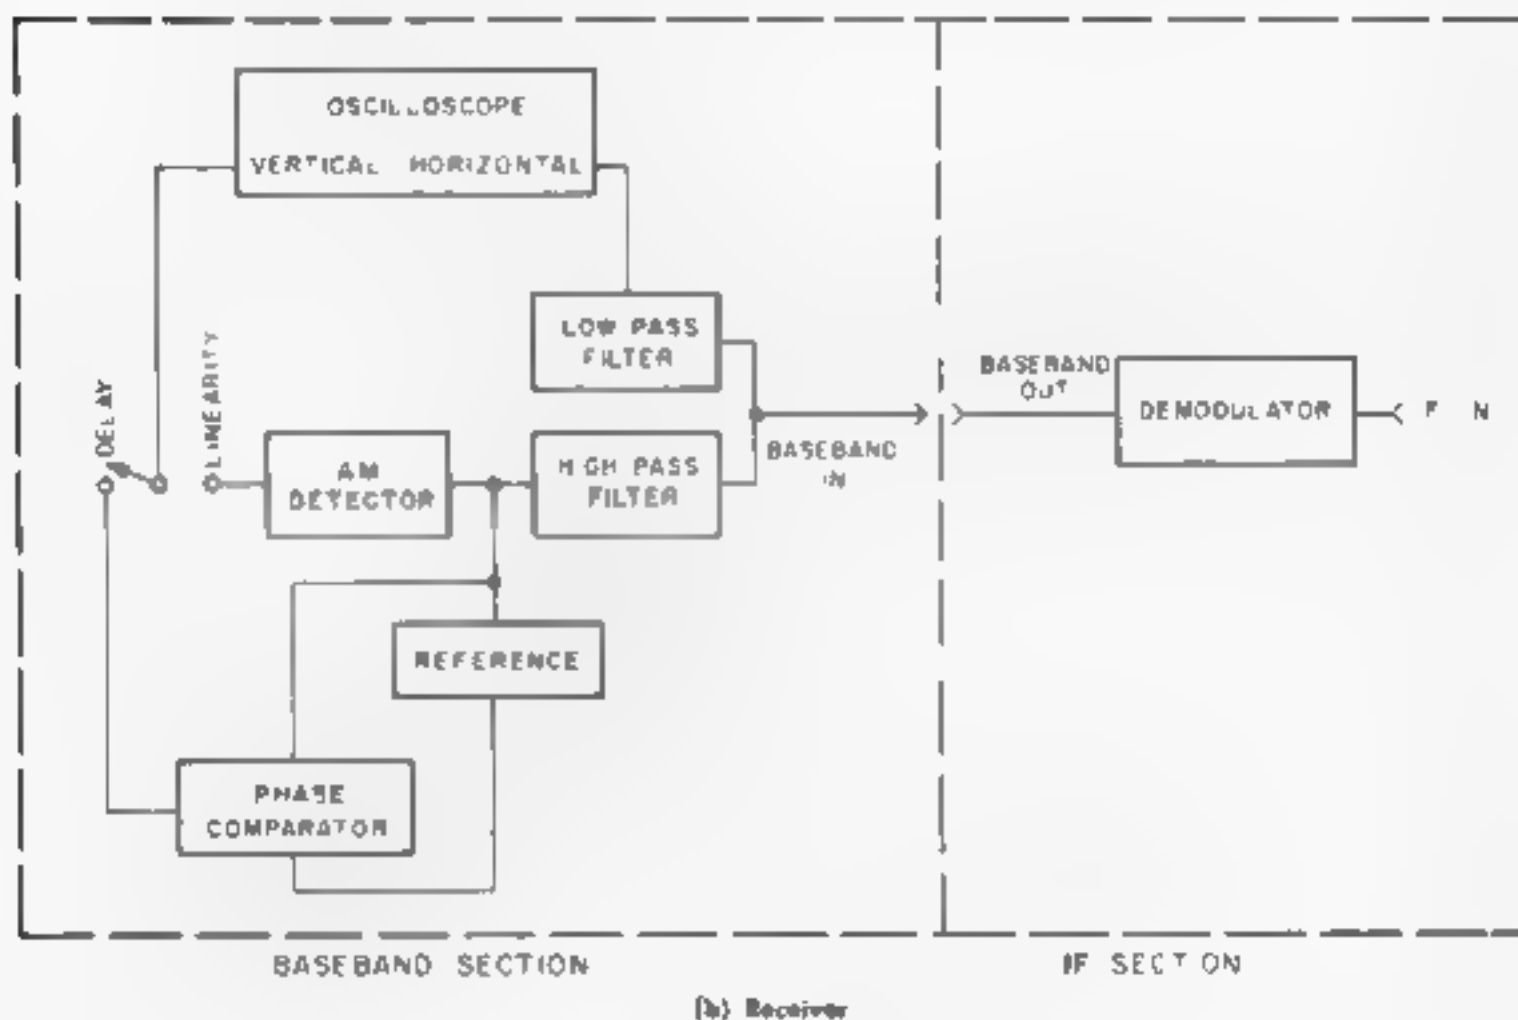 OSCILLOSCOPE
VERTICAL HORIZONTAL
LOW PASS
FILTER
DELAY
LINEARITY
AM
DETECTOR
HIGH PASS
FILTER
BASEBAND
IN
BASEBAND
OUT
DEMODULATOR
REFERENCE
PHASE
COMPARATOR
BASEBAND SECTION
IF SECTION
(b) Receiver